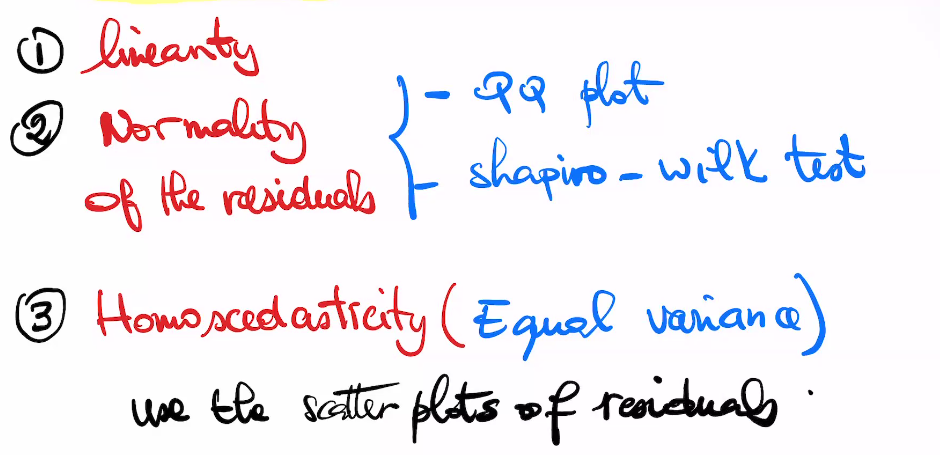 ① linearity
② Normality
of the residuals
- QQ plot
- shapiro-wilk test
③ Homoscedasticity (Equal variance)
use the scatter plots of residuals.